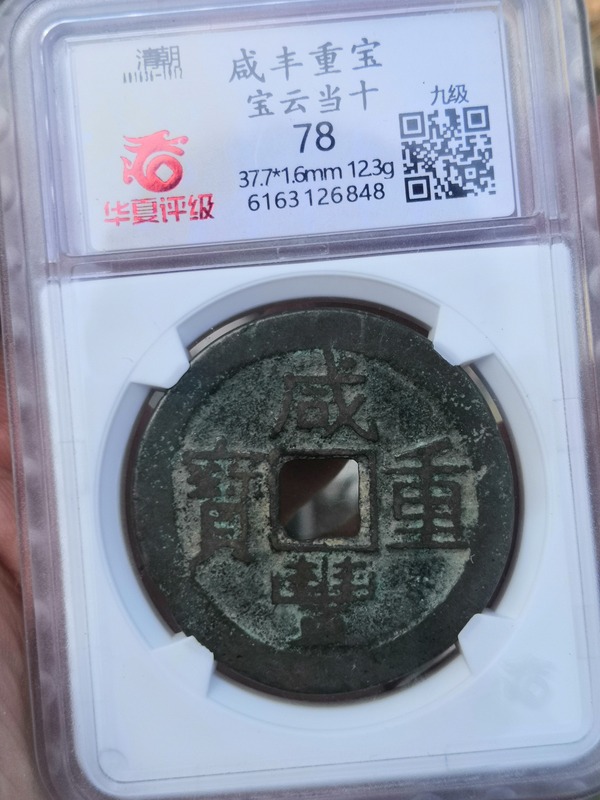 清朝
咸丰重宝
宝云当十
九级
78
37.7*1.6mm 12.3g
6163126848
华夏评级
咸
寶 重
豐